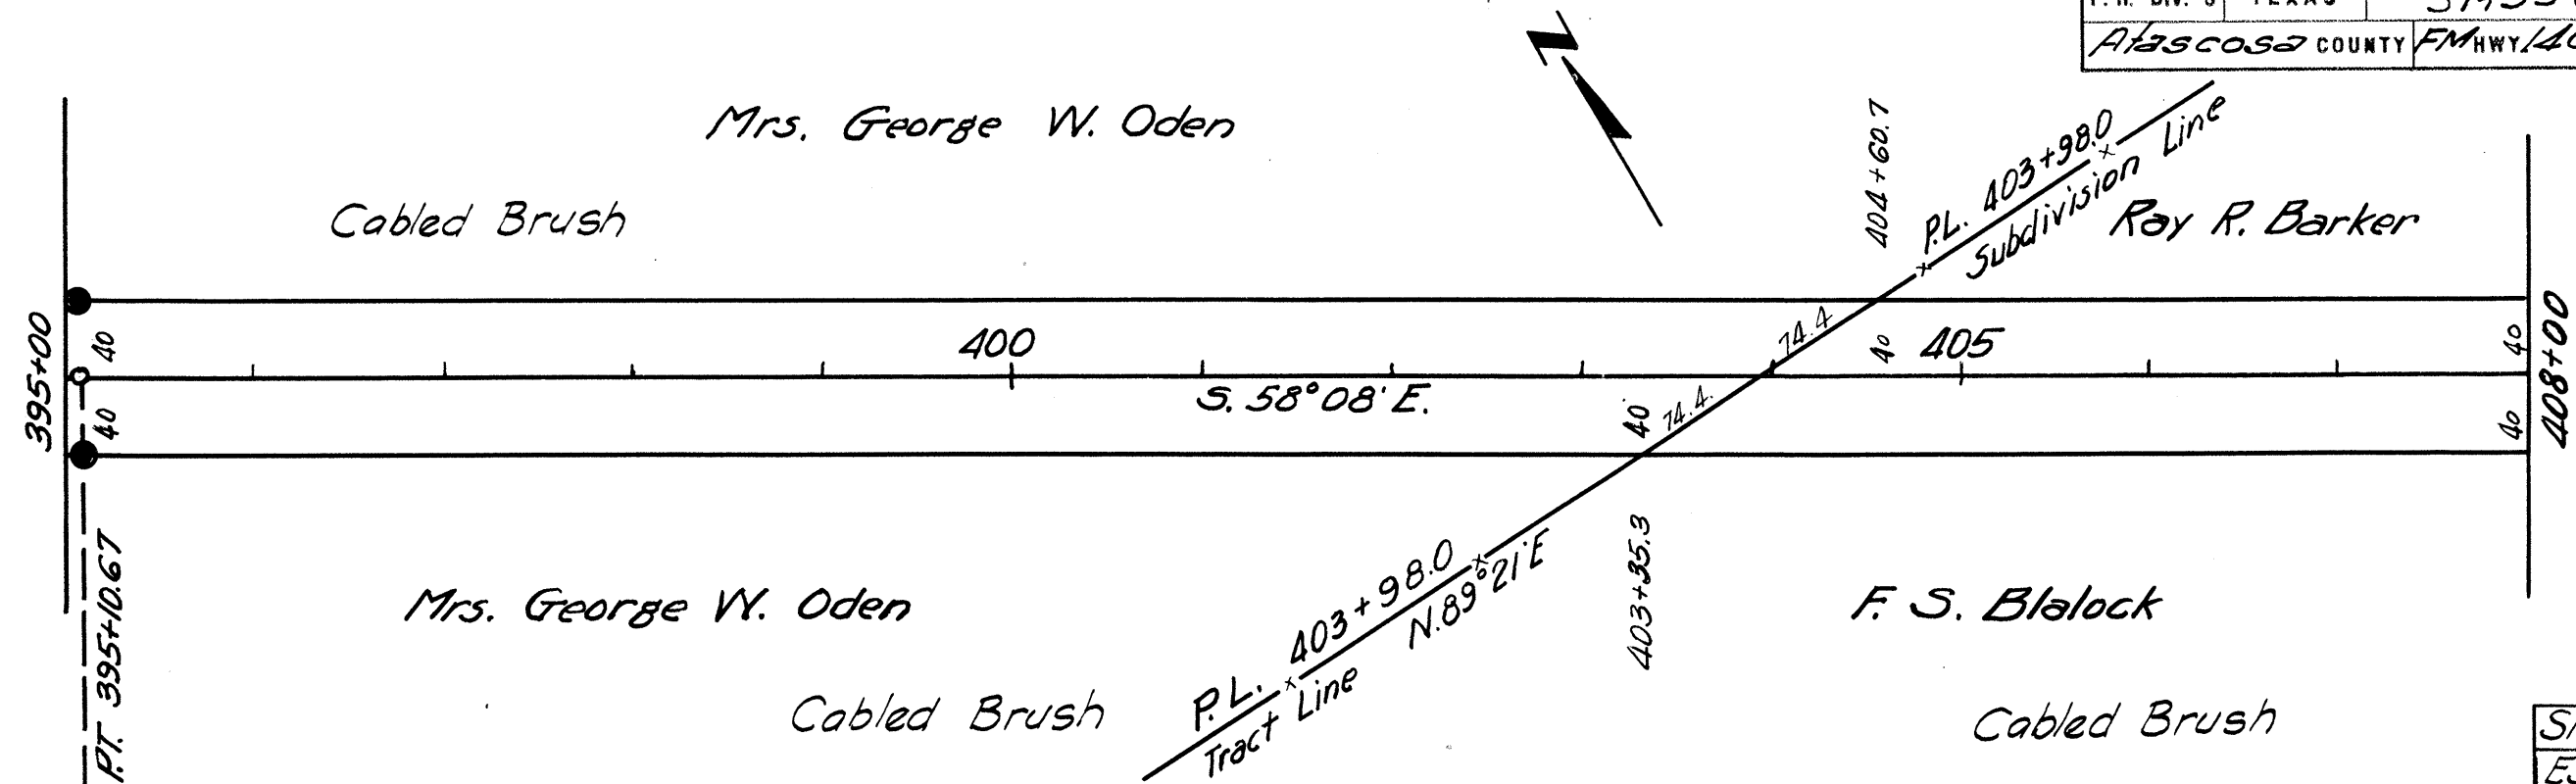 TEXAS
Atascosa COUNTY FM HWY 140
Mrs. George W. Oden
Cabled Brush
N
404+60.7
P.L. 403+98.0
Subdivision Line
Ray R. Barker
395+00
40
40
400
S. 58°08' E.
74.4
40
405
40
40
408+00
40
74.4
P.T. 395+10.67
Mrs. George W. Oden
Cabled Brush
P.L. 403+98.0
Tract Line N.89°21'E
403+35.3
F. S. Blalock
Cabled Brush